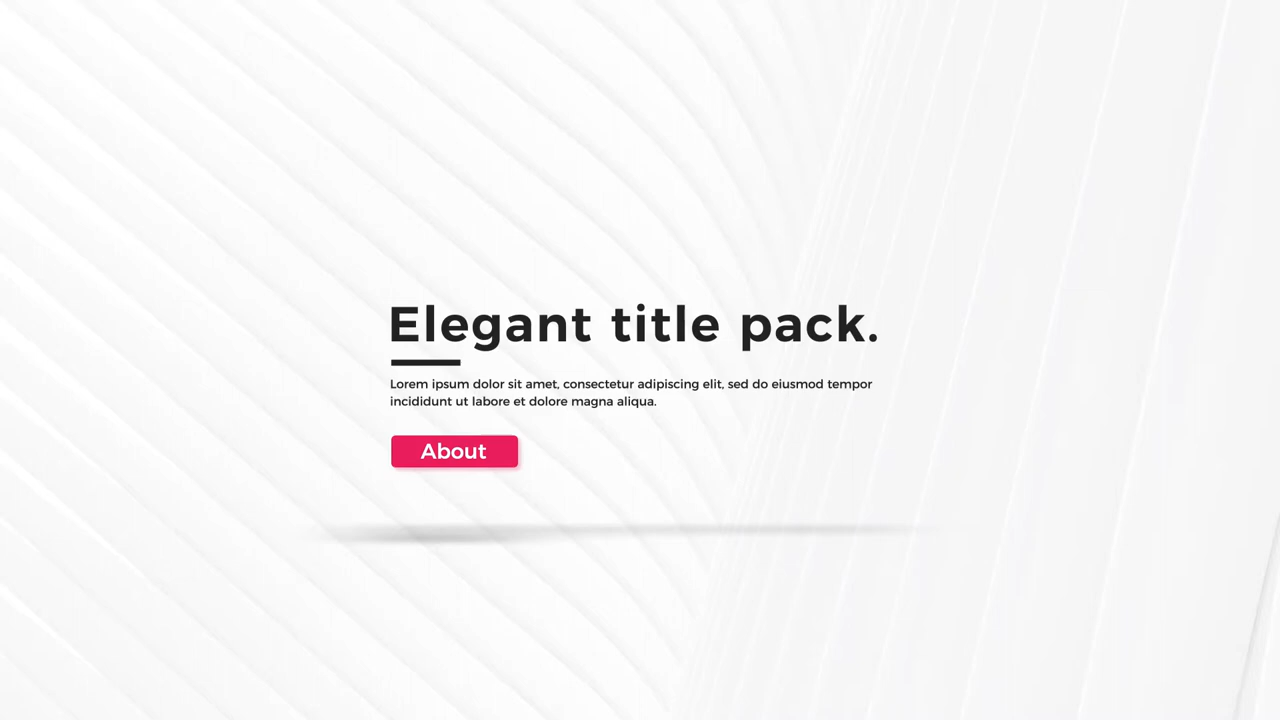 Elegant title pack.
Lorem ipsum dolor sit amet, consectetur adipiscing elit, sed do eiusmod tempor
incididunt ut labore et dolore magna aliqua.
About